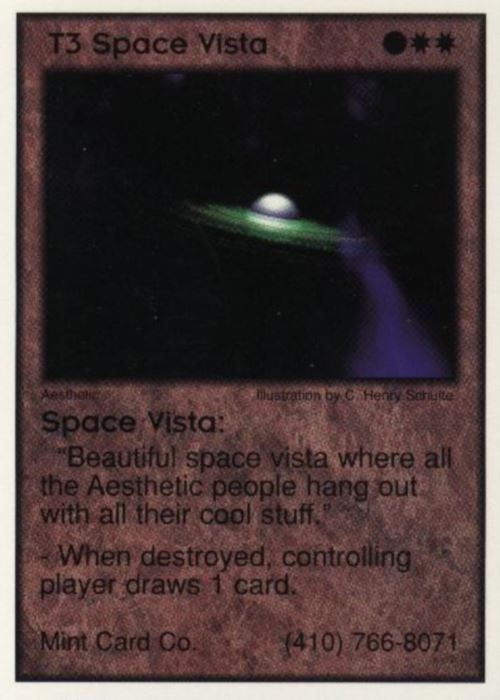 T3 Space Vista
Aesthetic
Illustration by C. Henry Schulte
Space Vista:
"Beautiful space vista where all
the Aesthetic people hang out
with all their cool stuff."
- When destroyed, controlling
player draws 1 card.
Mint Card Co.
(410) 766-8071